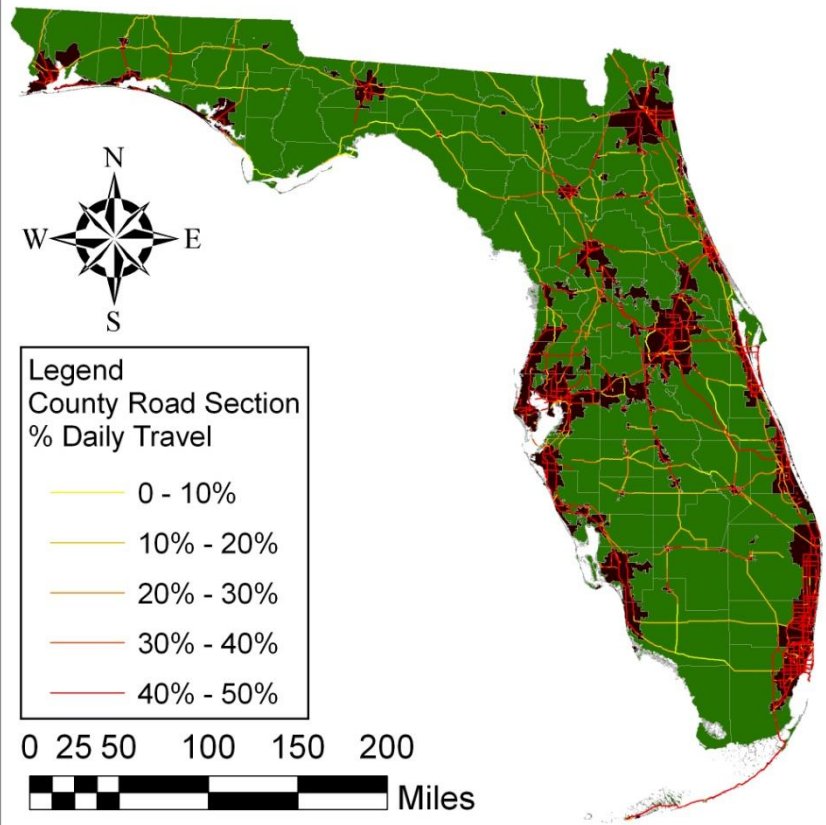 N
W E
S
Legend
County Road Section
% Daily Travel
0 - 10%
10% - 20%
20% - 30%
30% - 40%
40% - 50%
0 25 50 100 150 200
Miles